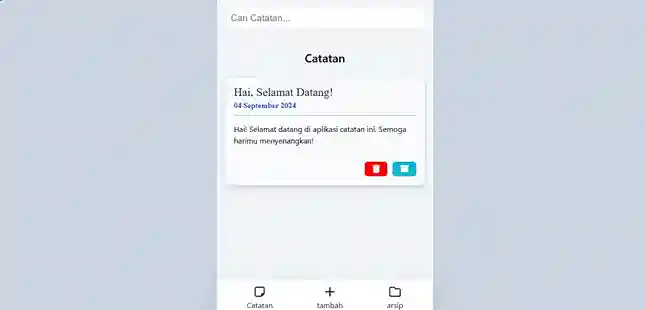 Cari Catatan...
Catatan
Hai, Selamat Datang!
04 September 2024
Hai! Selamat datang di aplikasi catatan ini. Semoga
harimu menyenangkan!
Catatan
tambah
arsip